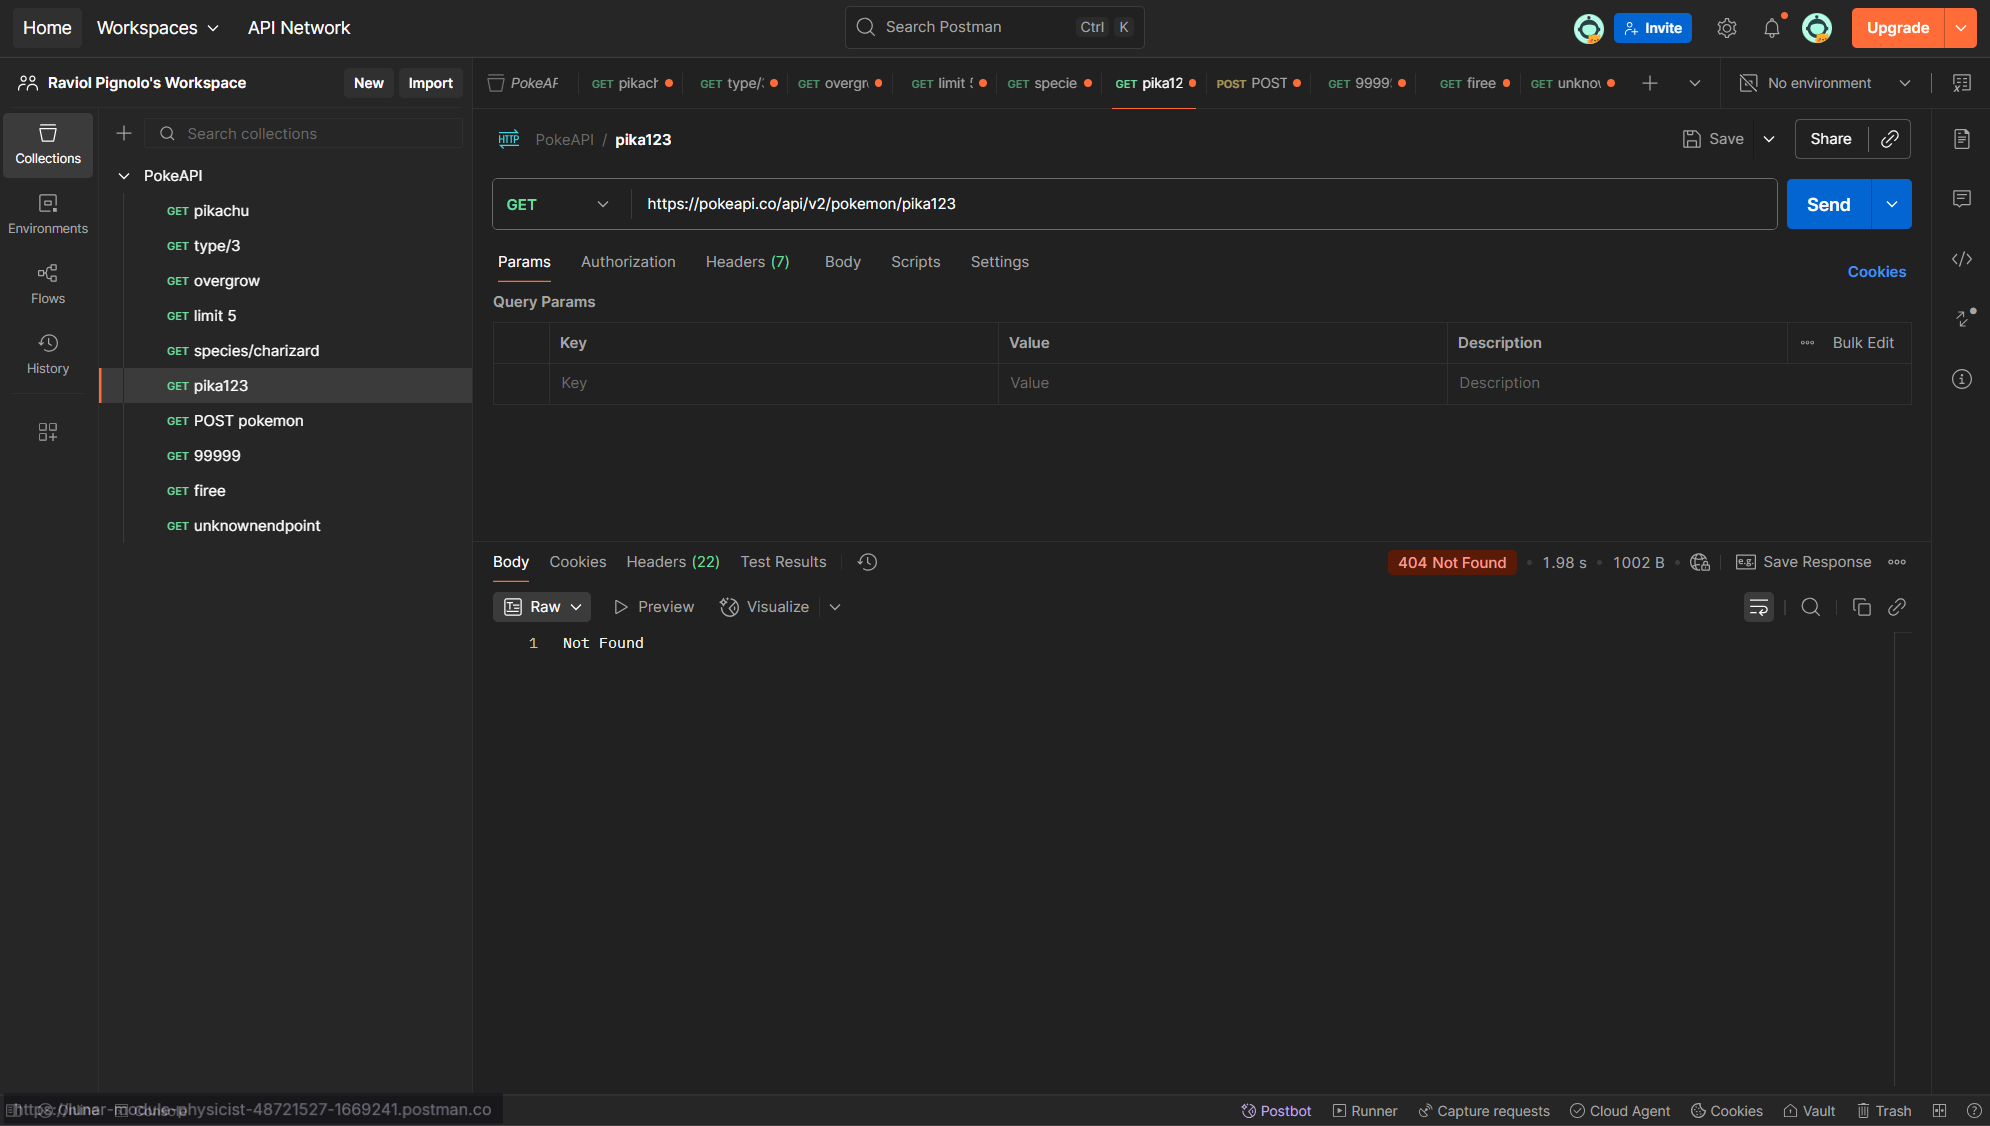 Home Workspaces API Network Search Postman Ctrl K Invite Upgrade
Raviol Pignolo's Workspace New Import
PokeAP GET pikach GET type/: GET overgr GET limit 5 GET specie GET pika12 POST POST GET 9999 GET firee GET unknov No environment
Collections
Environments
Flows
History
Search collections
PokeAPI
GET pikachu
GET type/3
GET overgrow
GET limit 5
GET species/charizard
GET pika123
GET POST pokemon
GET 99999
GET firee
GET unknownendpoint
HTTP PokeAPI / pika123 Save Share
GET https://pokeapi.co/api/v2/pokemon/pika123 Send
Params Authorization Headers (7) Body Scripts Settings Cookies
Query Params
Key Value Description Bulk Edit
Key Value Description
Body Cookies Headers (22) Test Results 404 Not Found • 1.98 s • 1002 B • e.g. Save Response
Raw Preview Visualize
1 Not Found
https://lunar-module-physicist-48721527-1669241.postman.co
Console
Postbot Runner Capture requests Cloud Agent Cookies Vault Trash